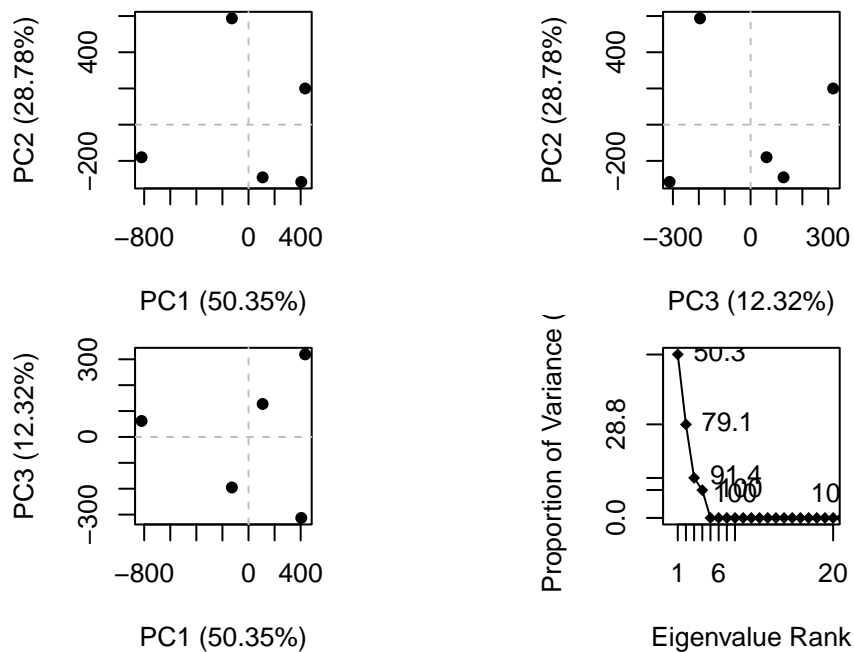 PC2 (28.78%)
400
−200
−800 0 400
PC1 (50.35%)
PC2 (28.78%)
400
−200
−300 0 300
PC3 (12.32%)
PC3 (12.32%)
300
0
−300
−800 0 400
PC1 (50.35%)
Proportion of Variance (
28.8
0.0
50.3
79.1
91.4
100
100
10
1 6 20
Eigenvalue Rank